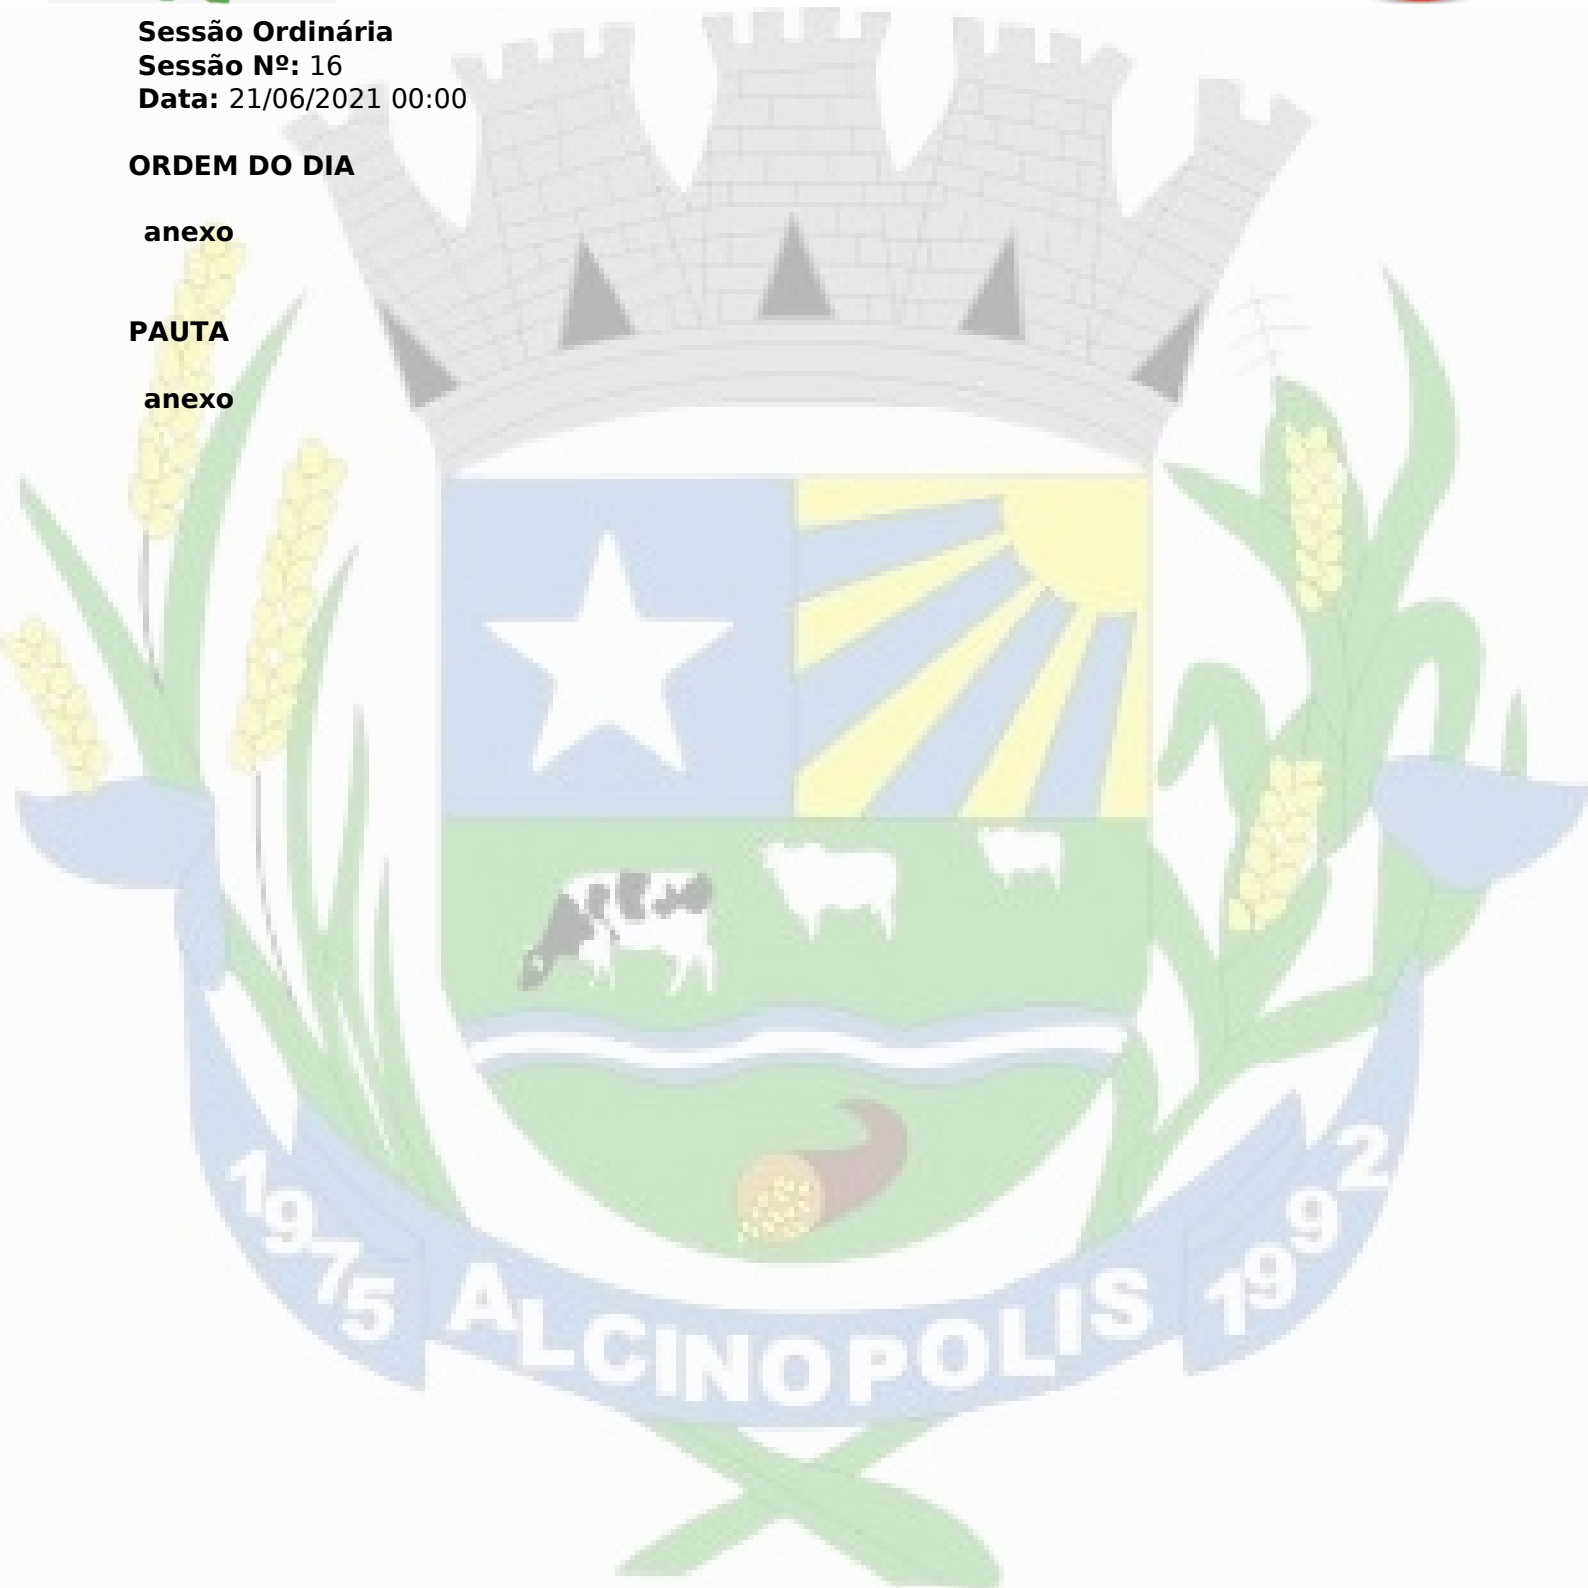 Sessão Ordinária
Sessão Nº: 16
Data: 21/06/2021 00:00
ORDEM DO DIA
anexo
PAUTA
anexo
1975 ALCINOPOLIS 1992